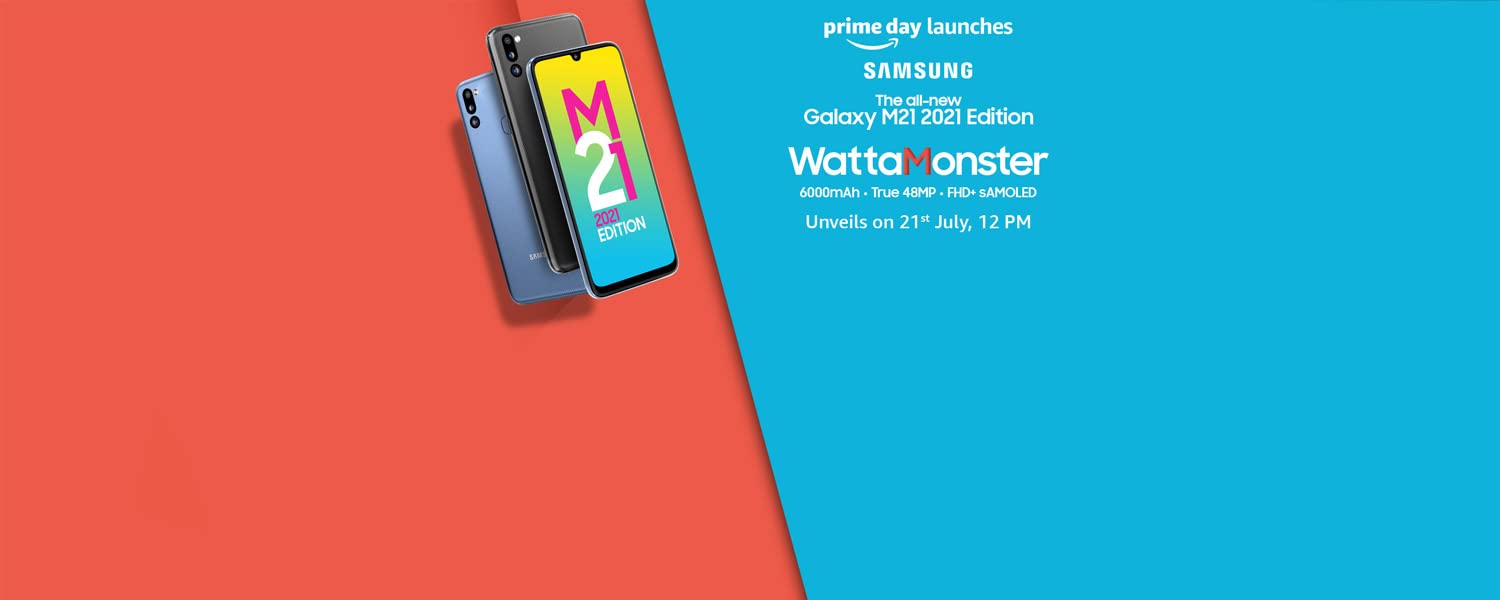 prime day launches
SAMSUNG
The all-new
Galaxy M21 2021 Edition
WattaMonster
6000mAh • True 48MP • FHD+ sAMOLED
Unveils on 21st July, 12 PM
M
21
2021
EDITION